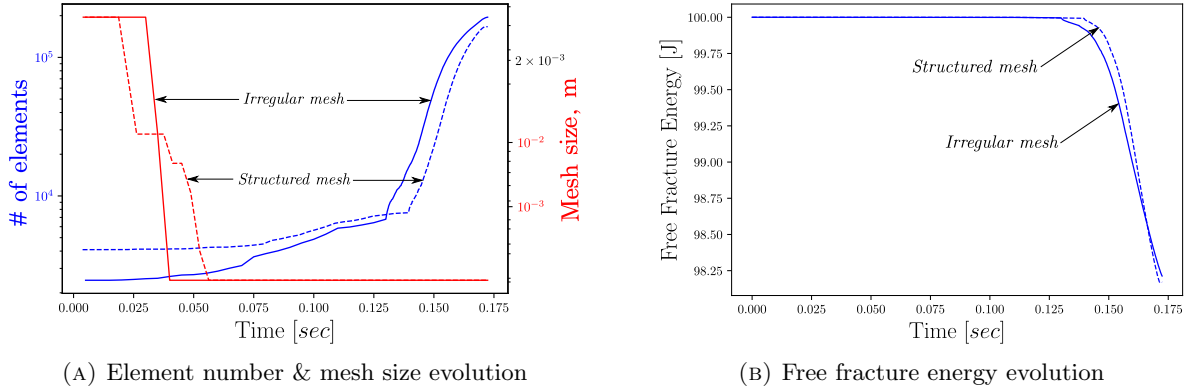 10^5
10^4
# of elements
Irregular mesh
Structured mesh
2 × 10^−3
10^−2
10^−3
Mesh size, m
0.000 0.025 0.050 0.075 0.100 0.125 0.150 0.175
Time [sec]
(A) Element number & mesh size evolution
100.00
99.75
99.50
99.25
99.00
98.75
98.50
98.25
Free Fracture Energy [J]
Structured mesh
Irregular mesh
0.000 0.025 0.050 0.075 0.100 0.125 0.150 0.175
Time [sec]
(B) Free fracture energy evolution